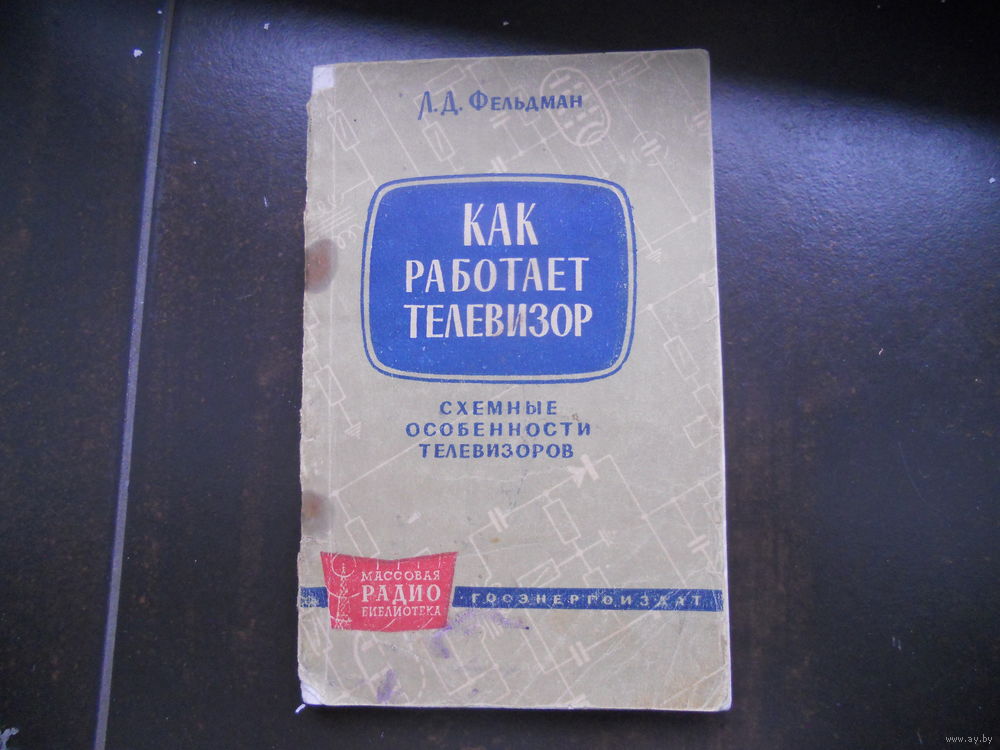 Л.Д. Фельдман
КАК
РАБОТАЕТ
ТЕЛЕВИЗОР
СХЕМНЫЕ
ОСОБЕННОСТИ
ТЕЛЕВИЗОРОВ
МАССОВАЯ
РАДИО
БИБЛИОТЕКА
ГОСЭНЕРГОИЗДАТ
www.ay.by